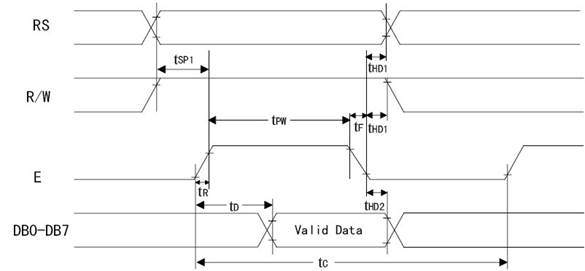 RS
tSP1
tHD1
R/W
tPW
tF
tHD1
E
tR
tD
tHD2
DB0-DB7
Valid Data
tC